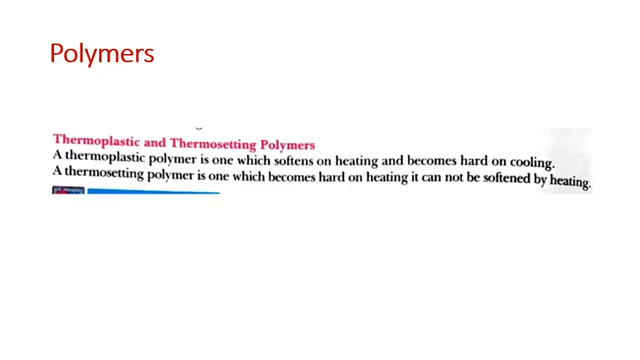 Polymers
Thermoplastic and Thermosetting Polymers
A thermoplastic polymer is one which softens on heating and becomes hard on cooling.
A thermosetting polymer is one which becomes hard on heating it can not be softened by heating.